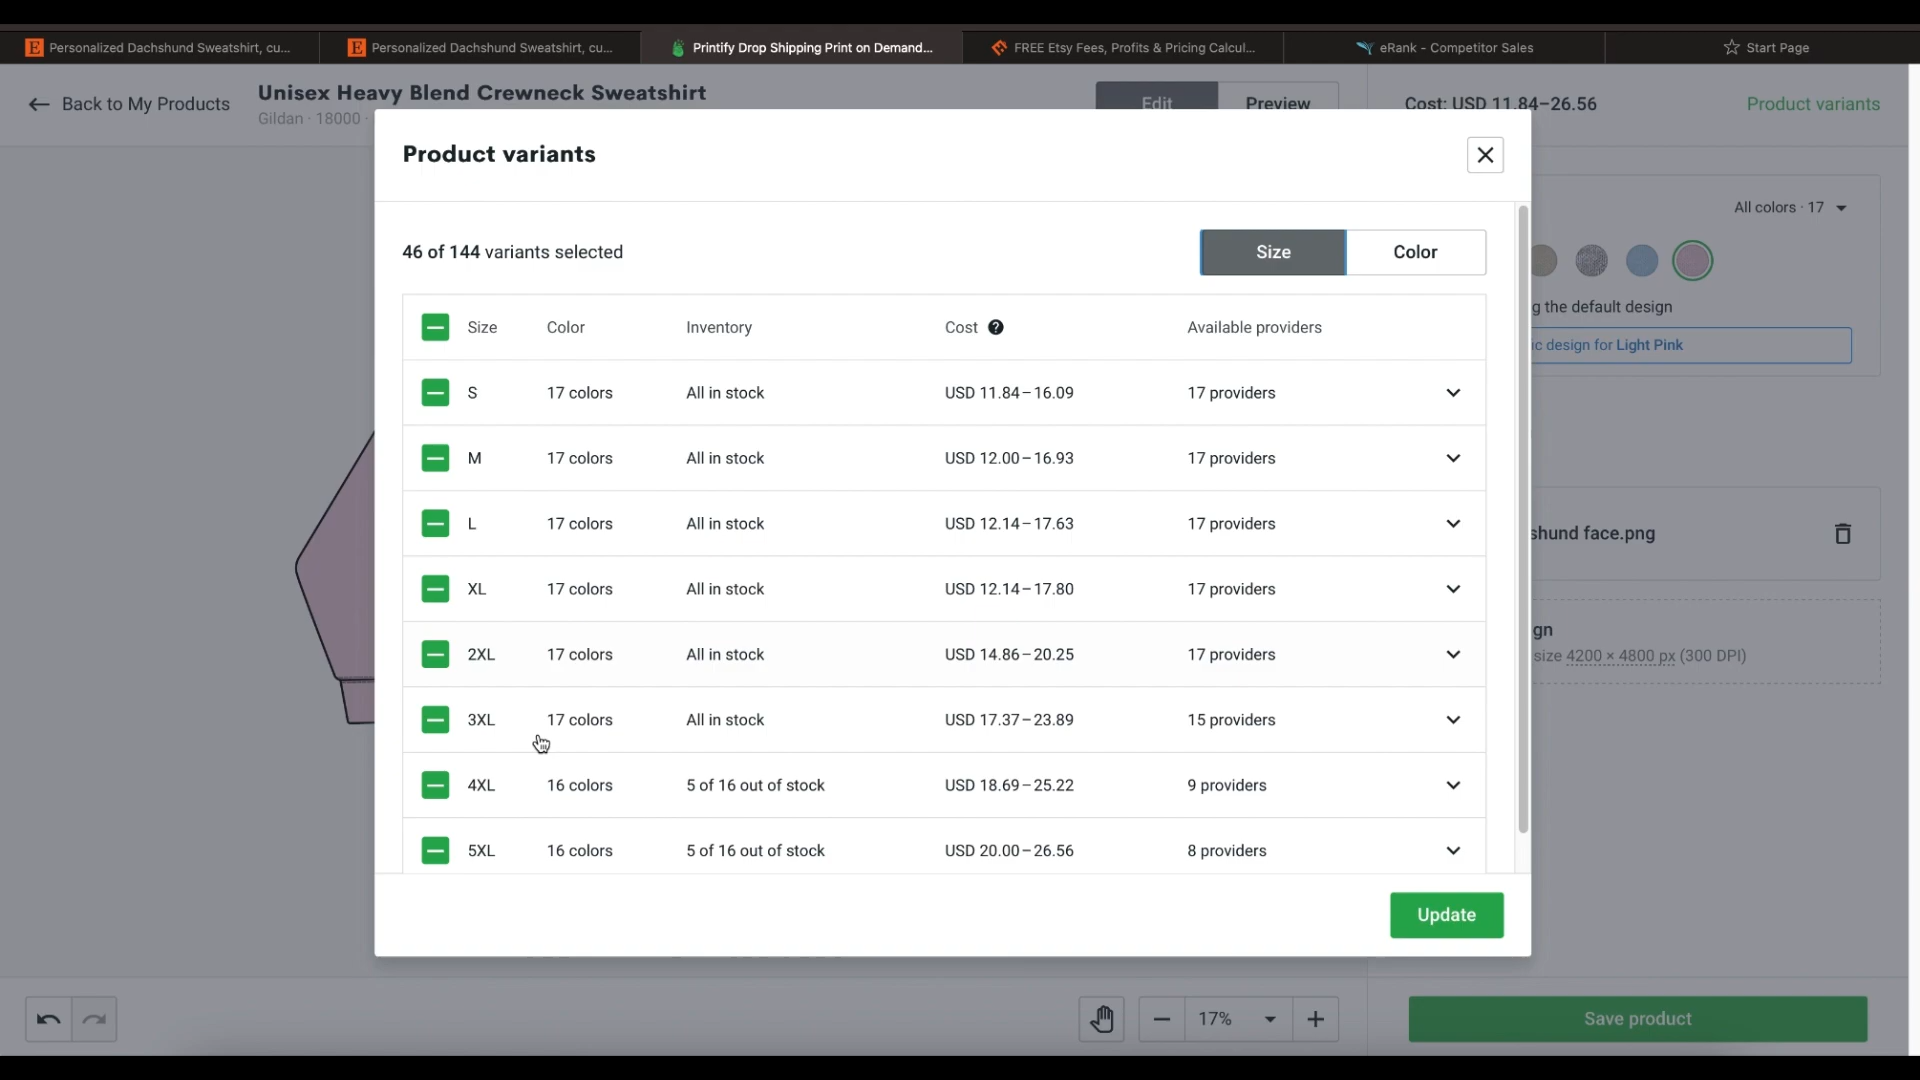 Personalized Dachshund Sweatshirt, cu...
Personalized Dachshund Sweatshirt, cu...
Printify Drop Shipping Print on Demand...
FREE Etsy Fees, Profits & Pricing Calcul...
eRank - Competitor Sales
Start Page
Back to My Products
Unisex Heavy Blend Crewneck Sweatshirt
Gildan · 18000 ·
Edit
Preview
Cost: USD 11.84–26.56
Product variants
Product variants
All colors · 17
46 of 144 variants selected
Size
Color
g the default design
ic design for Light Pink
Size Color Inventory Cost ? Available providers
S 17 colors All in stock USD 11.84–16.09 17 providers
M 17 colors All in stock USD 12.00–16.93 17 providers
L 17 colors All in stock USD 12.14–17.63 17 providers
shund face.png
XL 17 colors All in stock USD 12.14–17.80 17 providers
gn
2XL 17 colors All in stock USD 14.86–20.25 17 providers
size 4200 × 4800 px (300 DPI)
3XL 17 colors All in stock USD 17.37–23.89 15 providers
4XL 16 colors 5 of 16 out of stock USD 18.69–25.22 9 providers
5XL 16 colors 5 of 16 out of stock USD 20.00–26.56 8 providers
Update
17%
Save product